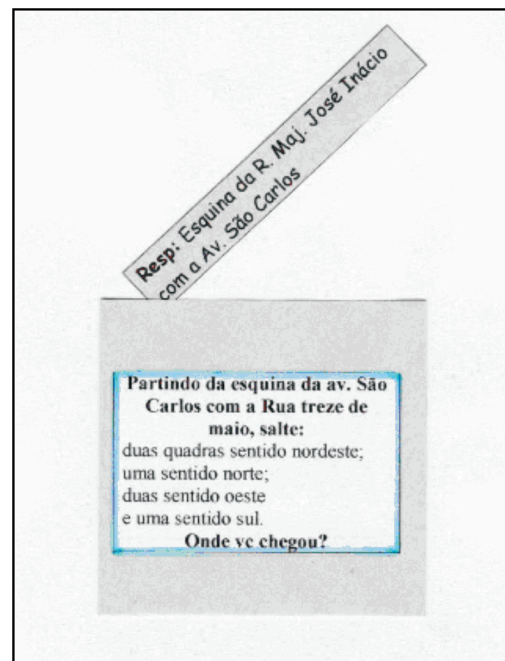 Resp: Esquina da R. Maj. José Inácio
com a Av. São Carlos
Partindo da esquina da av. São
Carlos com a Rua treze de
maio, salte:
duas quadras sentido nordeste;
uma sentido norte;
duas sentido oeste
e uma sentido sul.
Onde vc chegou?